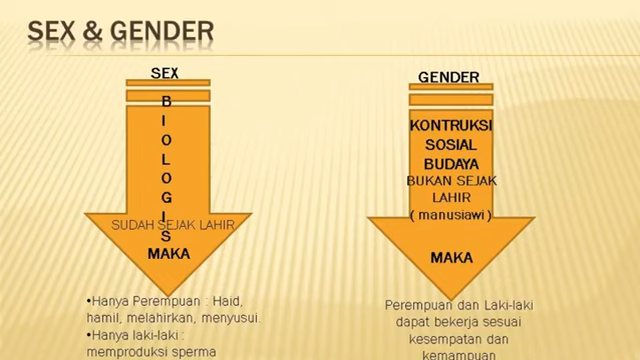 SEX & GENDER
SEX
B
I
O
L
O
G
I
S
SUDAH SEJAK LAHIR
MAKA
•Hanya Perempuan : Haid,
hamil, melahirkan, menyusui.
•Hanya laki-laki :
memproduksi sperma
GENDER
KONTRUKSI
SOSIAL
BUDAYA
BUKAN SEJAK
LAHIR
( manusiawi )
MAKA
Perempuan dan Laki-laki
dapat bekerja sesuai
kesempatan dan
kemampuan